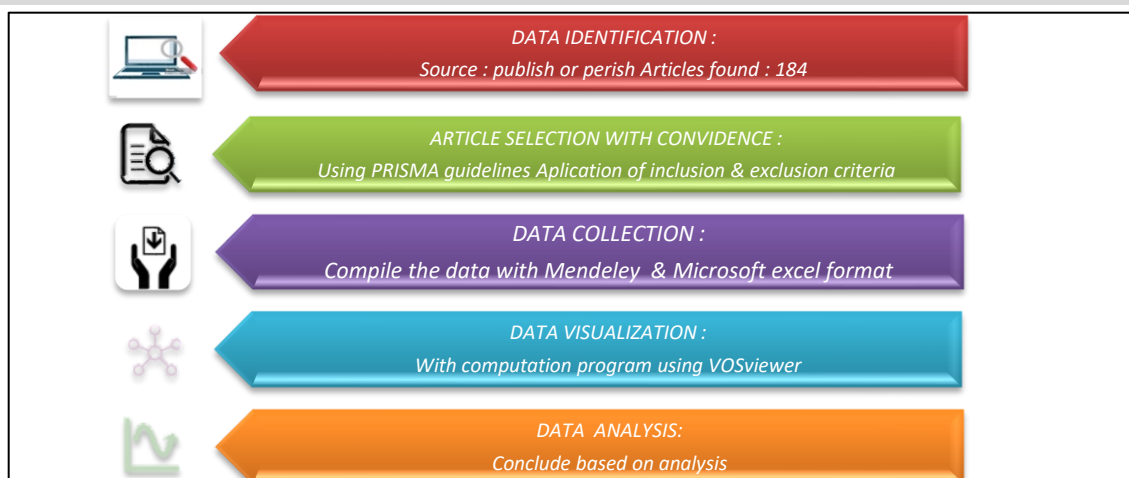 DATA IDENTIFICATION :
Source : publish or perish Articles found : 184
ARTICLE SELECTION WITH CONVIDENCE :
Using PRISMA guidelines Aplication of inclusion & exclusion criteria
DATA COLLECTION :
Compile the data with Mendeley & Microsoft excel format
DATA VISUALIZATION :
With computation program using VOSviewer
DATA ANALYSIS:
Conclude based on analysis